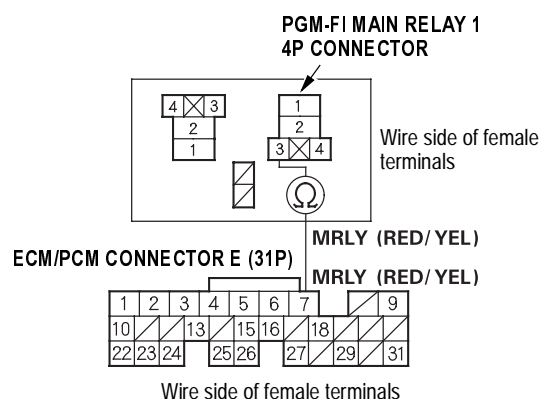 PGM-FI MAIN RELAY 1
4P CONNECTOR
4 3
2
1
1
2
3 4
Wire side of female
terminals
Ω
MRLY (RED/YEL)
ECM/PCM CONNECTOR E (31P)
MRLY (RED/YEL)
1 2 3 4 5 6 7 9
10 13 15 16 18
22 23 24 25 26 27 29 31
Wire side of female terminals